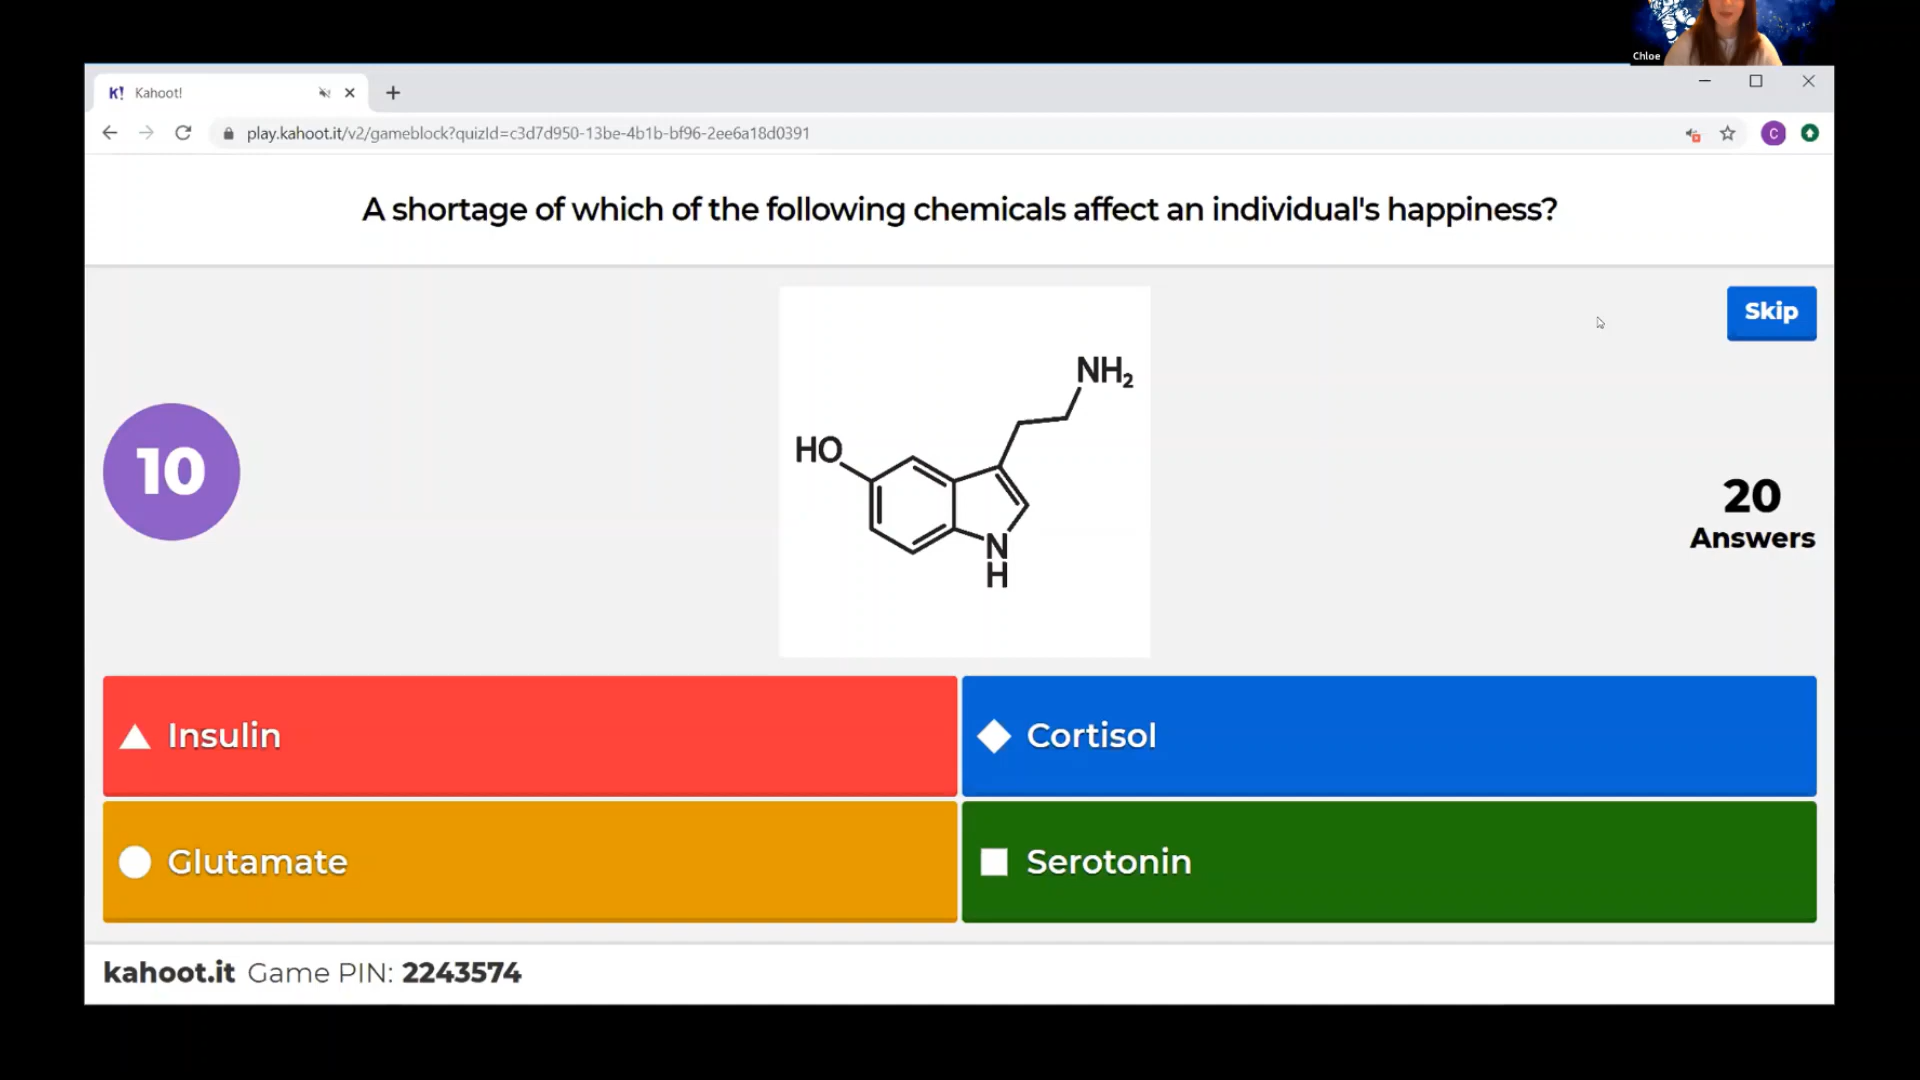 Chloe
K! Kahoot!
play.kahoot.it/v2/gameblock?quizId=c3d7d950-13be-4b1b-bf96-2ee6a18d0391
C
A shortage of which of the following chemicals affect an individual's happiness?
Skip
NH₂
HO
10
N
H
20
Answers
Insulin
Cortisol
Glutamate
Serotonin
kahoot.it Game PIN: 2243574